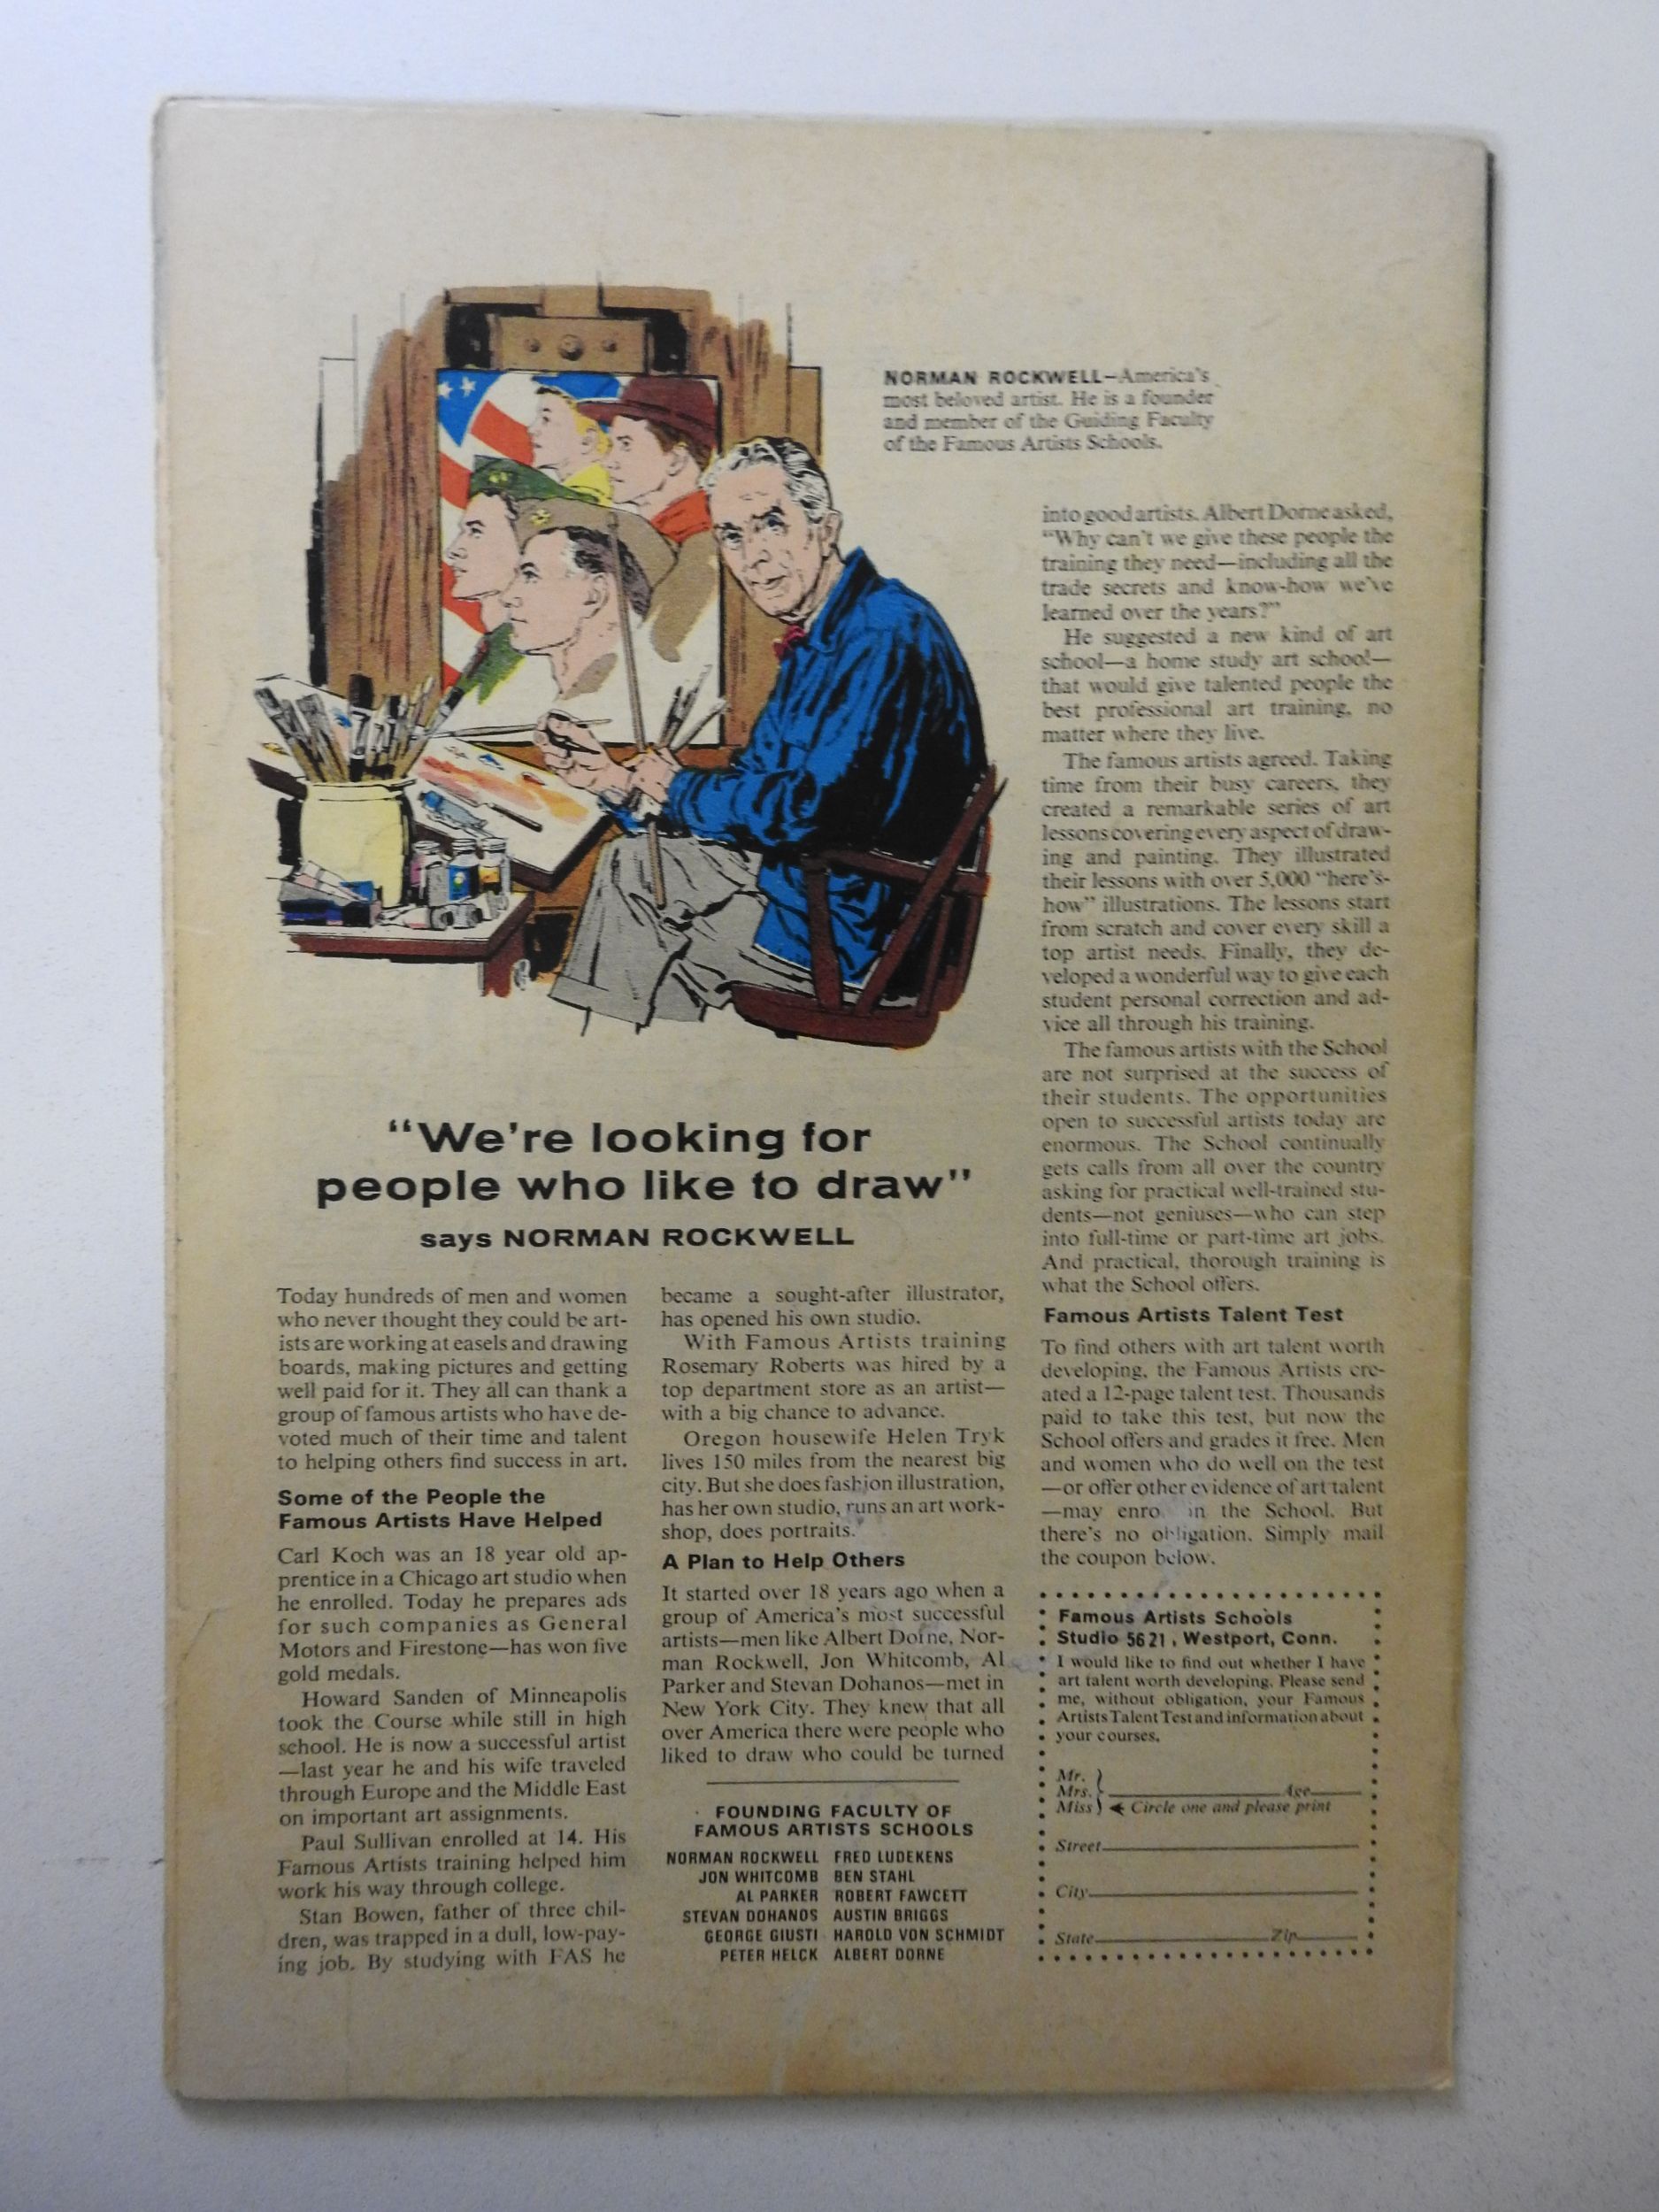 NORMAN ROCKWELL—America's
most beloved artist. He is a founder
and member of the Guiding Faculty
of the Famous Artists Schools.
"We're looking for
people who like to draw"
says NORMAN ROCKWELL
Today hundreds of men and women
who never thought they could be art-
ists are working at easels and drawing
boards, making pictures and getting
well paid for it. They all can thank a
group of famous artists who have de-
voted much of their time and talent
to helping others find success in art.
Some of the People the
Famous Artists Have Helped
Carl Koch was an 18 year old ap-
prentice in a Chicago art studio when
he enrolled. Today he prepares ads
for such companies as General
Motors and Firestone—has won five
gold medals.
Howard Sanden of Minneapolis
took the Course while still in high
school. He is now a successful artist
—last year he and his wife traveled
through Europe and the Middle East
on important art assignments.
Paul Sullivan enrolled at 14. His
Famous Artists training helped him
work his way through college.
Stan Bowen, father of three chil-
dren, was trapped in a dull, low-pay-
ing job. By studying with FAS he
became a sought-after illustrator,
has opened his own studio.
With Famous Artists training
Rosemary Roberts was hired by a
top department store as an artist—
with a big chance to advance.
Oregon housewife Helen Tryk
lives 150 miles from the nearest big
city. But she does fashion illustration,
has her own studio, runs an art work-
shop, does portraits.
A Plan to Help Others
It started over 18 years ago when a
group of America's most successful
artists—men like Albert Dorne, Nor-
man Rockwell, Jon Whitcomb, Al
Parker and Stevan Dohanos—met in
New York City. They knew that all
over America there were people who
liked to draw who could be turned
into good artists. Albert Dorne asked,
"Why can't we give these people the
training they need—including all the
trade secrets and know-how we've
learned over the years?"
He suggested a new kind of art
school—a home study art school—
that would give talented people the
best professional art training, no
matter where they live.
The famous artists agreed. Taking
time from their busy careers, they
created a remarkable series of art
lessons covering every aspect of draw-
ing and painting. They illustrated
their lessons with over 5,000 "here's-
how" illustrations. The lessons start
from scratch and cover every skill a
top artist needs. Finally, they de-
veloped a wonderful way to give each
student personal correction and ad-
vice all through his training.
The famous artists with the School
are not surprised at the success of
their students. The opportunities
open to successful artists today are
enormous. The School continually
gets calls from all over the country
asking for practical well-trained stu-
dents—not geniuses—who can step
into full-time or part-time art jobs.
And practical, thorough training is
what the School offers.
Famous Artists Talent Test
To find others with art talent worth
developing, the Famous Artists cre-
ated a 12-page talent test. Thousands
paid to take this test, but now the
School offers and grades it free. Men
and women who do well on the test
—or offer other evidence of art talent
—may enro in the School. But
there's no obligation. Simply mail
the coupon below.
FOUNDING FACULTY OF
FAMOUS ARTISTS SCHOOLS
NORMAN ROCKWELL FRED LUDEKENS
JON WHITCOMB BEN STAHL
AL PARKER ROBERT FAWCETT
STEVAN DOHANOS AUSTIN BRIGGS
GEORGE GIUSTI HAROLD VON SCHMIDT
PETER HELCK ALBERT DORNE
Famous Artists Schools
Studio 5621, Westport, Conn.
I would like to find out whether I have
art talent worth developing. Please send
me, without obligation, your Famous
Artists Talent Test and information about
your courses.
Mr.
Mrs. Age
Miss Circle one and please print
Street
City
State Zip